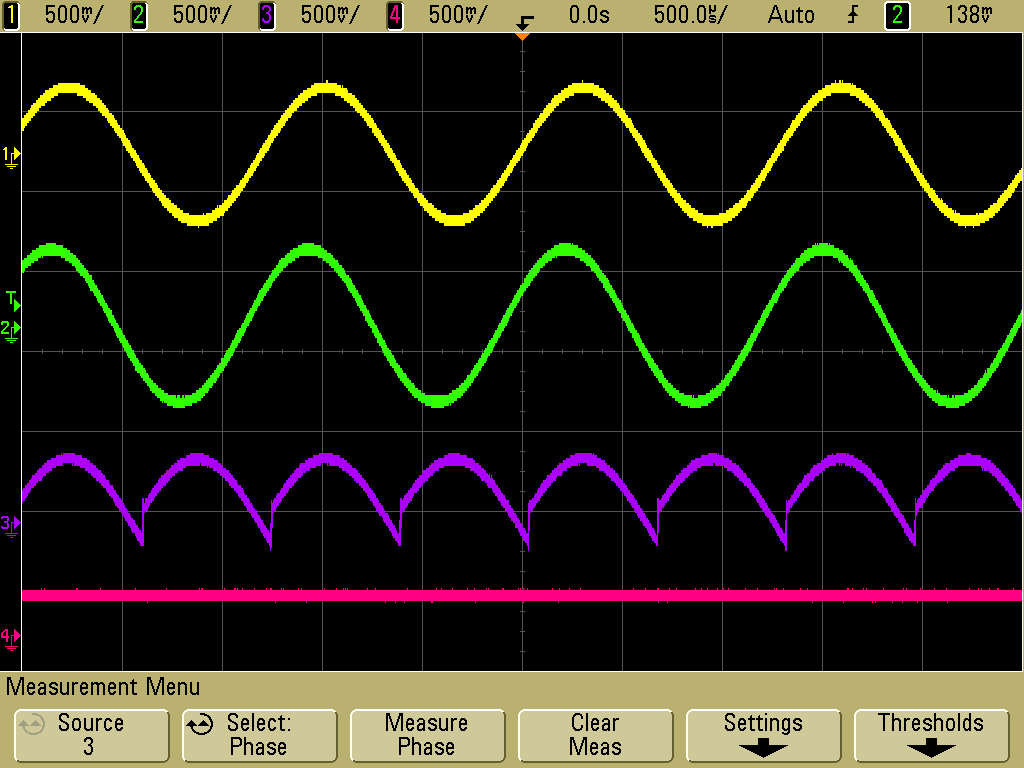 1 500mV/ 2 500mV/ 3 500mV/ 4 500mV/ 0.0s 500.0µs/ Auto 2 138mV
1
T
2
3
4
Measurement Menu
Source
3
Select:
Phase
Measure
Phase
Clear
Meas
Settings
Thresholds